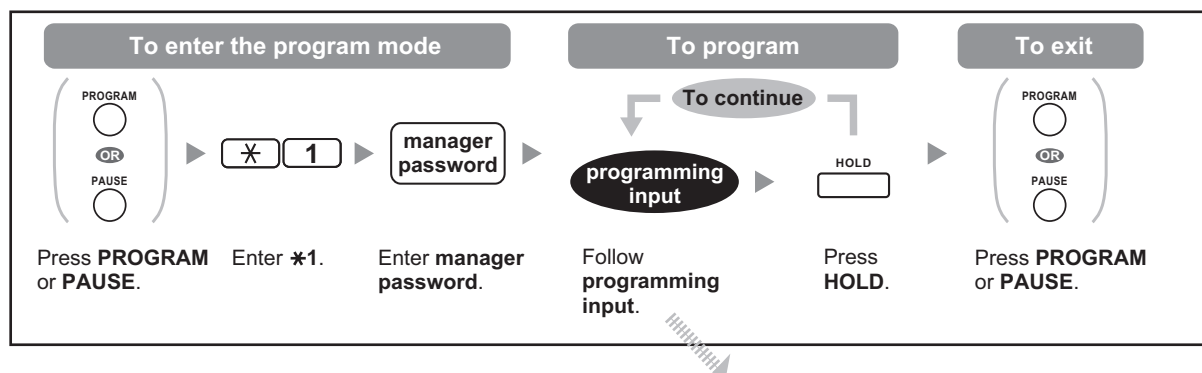 To enter the program mode
To program
To exit
PROGRAM
OR
PAUSE
✳ 1
manager
password
To continue
programming
input
HOLD
PROGRAM
OR
PAUSE
Press PROGRAM
or PAUSE.
Enter ✳1.
Enter manager
password.
Follow
programming
input.
Press
HOLD.
Press PROGRAM
or PAUSE.